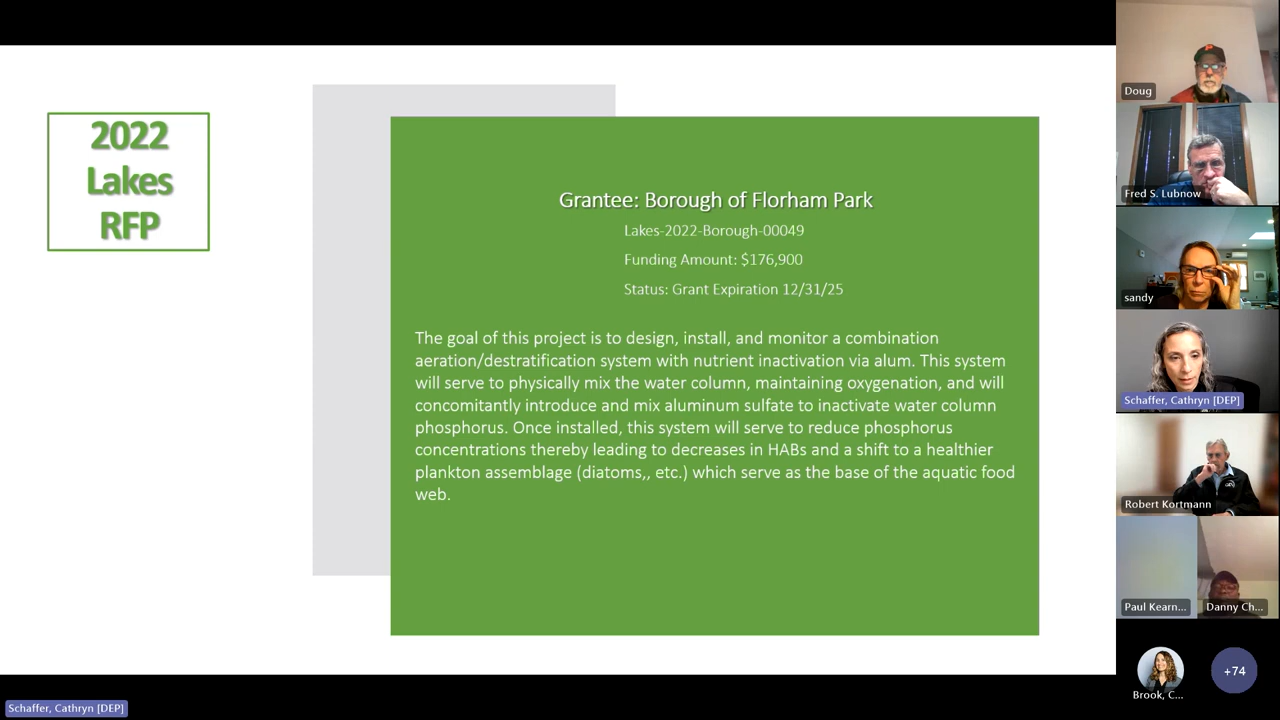 2022
Lakes
RFP
Grantee: Borough of Florham Park
Lakes-2022-Borough-00049
Funding Amount: $176,900
Status: Grant Expiration 12/31/25
The goal of this project is to design, install, and monitor a combination
aeration/destratification system with nutrient inactivation via alum. This system
will serve to physically mix the water column, maintaining oxygenation, and will
concomitantly introduce and mix aluminum sulfate to inactivate water column
phosphorus. Once installed, this system will serve to reduce phosphorus
concentrations thereby leading to decreases in HABs and a shift to a healthier
plankton assemblage (diatoms,, etc.) which serve as the base of the aquatic food
web.
Doug
Fred S. Lubnow
sandy
Schaffer, Cathryn [DEP]
Robert Kortmann
Paul Kearn...
Danny Ch...
Brook, C...
+74
Schaffer, Cathryn [DEP]